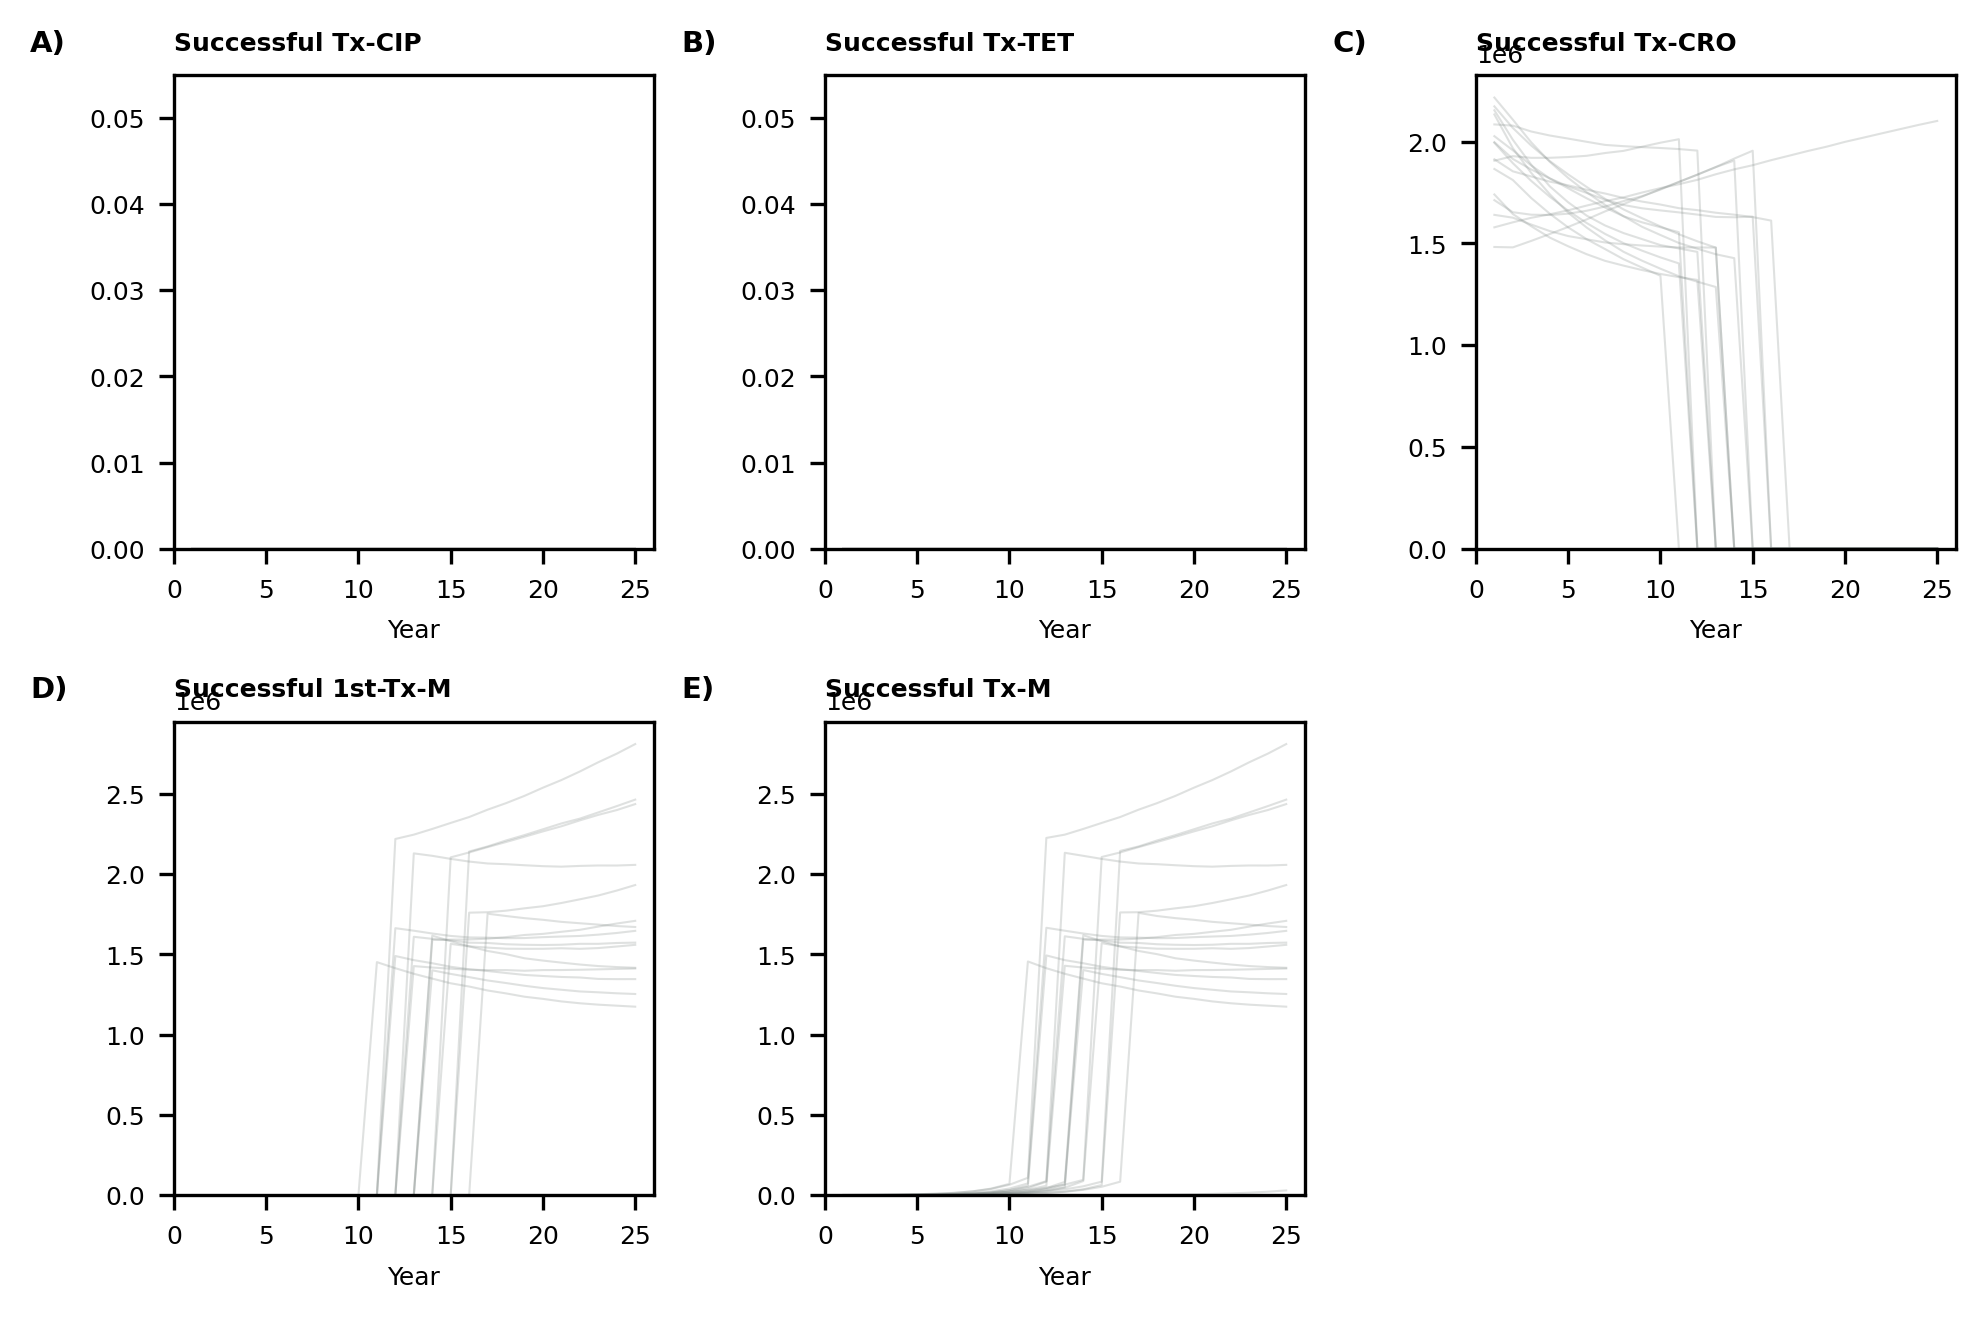 A) Successful Tx-CIP
0.05
0.04
0.03
0.02
0.01
0.00
0 5 10 15 20 25
Year
B) Successful Tx-TET
0.05
0.04
0.03
0.02
0.01
0.00
0 5 10 15 20 25
Year
C) Successful Tx-CRO
1e6
2.0
1.5
1.0
0.5
0.0
0 5 10 15 20 25
Year
D) Successful 1st-Tx-M
1e6
2.5
2.0
1.5
1.0
0.5
0.0
0 5 10 15 20 25
Year
E) Successful Tx-M
1e6
2.5
2.0
1.5
1.0
0.5
0.0
0 5 10 15 20 25
Year